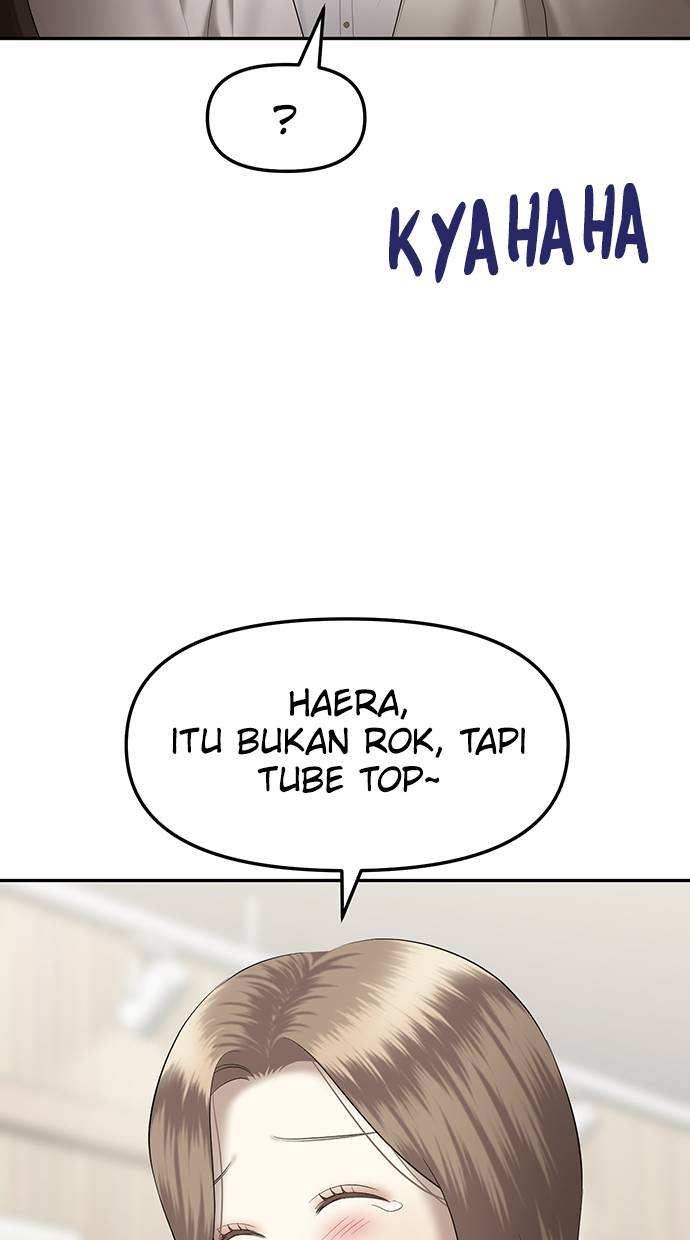 ?
KYAHAHA
HAERA,
ITU BUKAN ROK, TAPI
TUBE TOP~